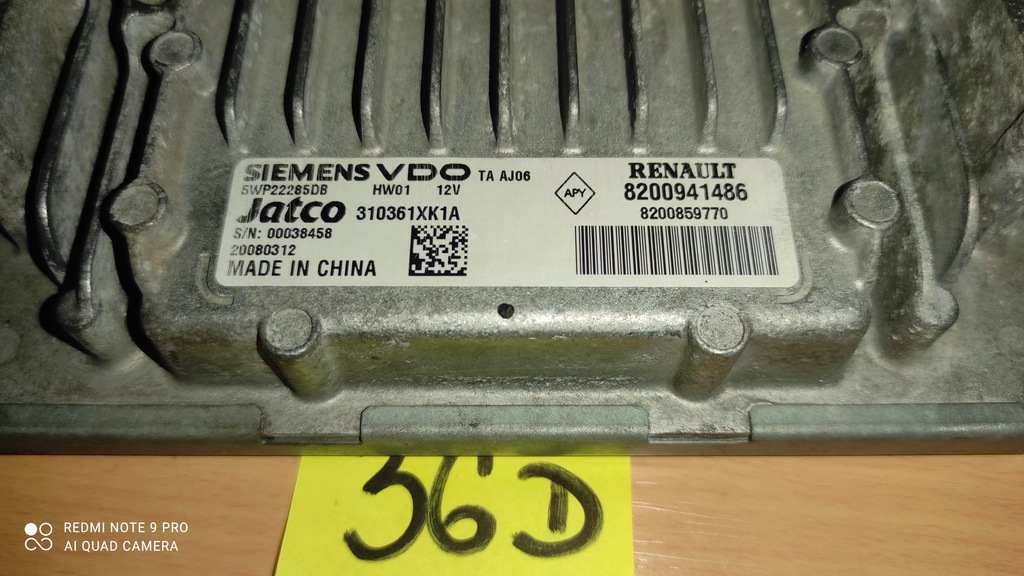 SIEMENS VDO TA AJ06
5WP22285DB HW01 12V
Jatco 310361XK1A
S/N: 00038458
20080312
MADE IN CHINA
APY
RENAULT
8200941486
8200859770
36D
REDMI NOTE 9 PRO
AI QUAD CAMERA